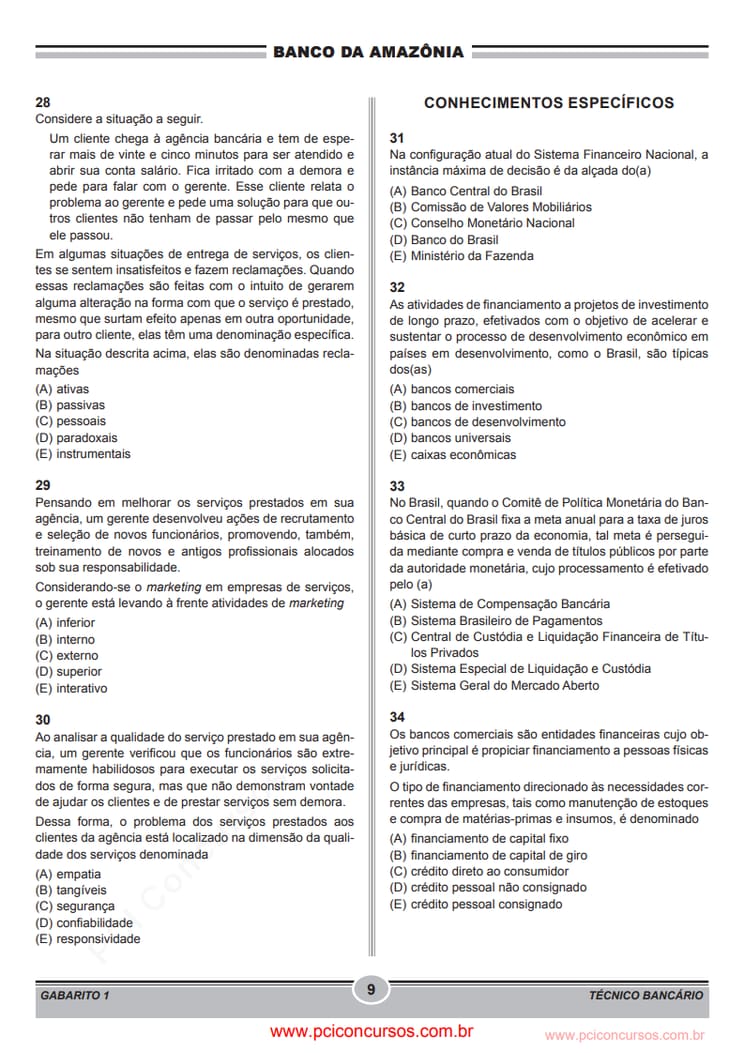 BANCO DA AMAZÔNIA
28
Considere a situação a seguir.
Um cliente chega à agência bancária e tem de espe-
rar mais de vinte e cinco minutos para ser atendido e
abrir sua conta salário. Fica irritado com a demora e
pede para falar com o gerente. Esse cliente relata o
problema ao gerente e pede uma solução para que ou-
tros clientes não tenham de passar pelo mesmo que
ele passou.
Em algumas situações de entrega de serviços, os clien-
tes se sentem insatisfeitos e fazem reclamações. Quando
essas reclamações são feitas com o intuito de gerarem
alguma alteração na forma com que o serviço é prestado,
mesmo que surtam efeito apenas em outra oportunidade,
para outro cliente, elas têm uma denominação específica.
Na situação descrita acima, elas são denominadas recla-
mações
(A) ativas
(B) passivas
(C) pessoais
(D) paradoxais
(E) instrumentais
29
Pensando em melhorar os serviços prestados em sua
agência, um gerente desenvolveu ações de recrutamento
e seleção de novos funcionários, promovendo, também,
treinamento de novos e antigos profissionais alocados
sob sua responsabilidade.
Considerando-se o marketing em empresas de serviços,
o gerente está levando à frente atividades de marketing
(A) inferior
(B) interno
(C) externo
(D) superior
(E) interativo
30
Ao analisar a qualidade do serviço prestado em sua agên-
cia, um gerente verificou que os funcionários são extre-
mamente habilidosos para executar os serviços solicita-
dos de forma segura, mas que não demonstram vontade
de ajudar os clientes e de prestar serviços sem demora.
Dessa forma, o problema dos serviços prestados aos
clientes da agência está localizado na dimensão da quali-
dade dos serviços denominada
(A) empatia
(B) tangíveis
(C) segurança
(D) confiabilidade
(E) responsividade
CONHECIMENTOS ESPECÍFICOS
31
Na configuração atual do Sistema Financeiro Nacional, a
instância máxima de decisão é da alçada do(a)
(A) Banco Central do Brasil
(B) Comissão de Valores Mobiliários
(C) Conselho Monetário Nacional
(D) Banco do Brasil
(E) Ministério da Fazenda
32
As atividades de financiamento a projetos de investimento
de longo prazo, efetivados com o objetivo de acelerar e
sustentar o processo de desenvolvimento econômico em
países em desenvolvimento, como o Brasil, são típicas
dos(as)
(A) bancos comerciais
(B) bancos de investimento
(C) bancos de desenvolvimento
(D) bancos universais
(E) caixas econômicas
33
No Brasil, quando o Comitê de Política Monetária do Ban-
co Central do Brasil fixa a meta anual para a taxa de juros
básica de curto prazo da economia, tal meta é persegui-
da mediante compra e venda de títulos públicos por parte
da autoridade monetária, cujo processamento é efetivado
pelo (a)
(A) Sistema de Compensação Bancária
(B) Sistema Brasileiro de Pagamentos
(C) Central de Custódia e Liquidação Financeira de Títu-
los Privados
(D) Sistema Especial de Liquidação e Custódia
(E) Sistema Geral do Mercado Aberto
34
Os bancos comerciais são entidades financeiras cujo ob-
jetivo principal é propiciar financiamento a pessoas físicas
e jurídicas.
O tipo de financiamento direcionado às necessidades cor-
rentes das empresas, tais como manutenção de estoques
e compra de matérias-primas e insumos, é denominado
(A) financiamento de capital fixo
(B) financiamento de capital de giro
(C) crédito direto ao consumidor
(D) crédito pessoal não consignado
(E) crédito pessoal consignado
GABARITO 1
9
TÉCNICO BANCÁRIO
www.pciconcursos.com.br
www.pciconcursos.com.br